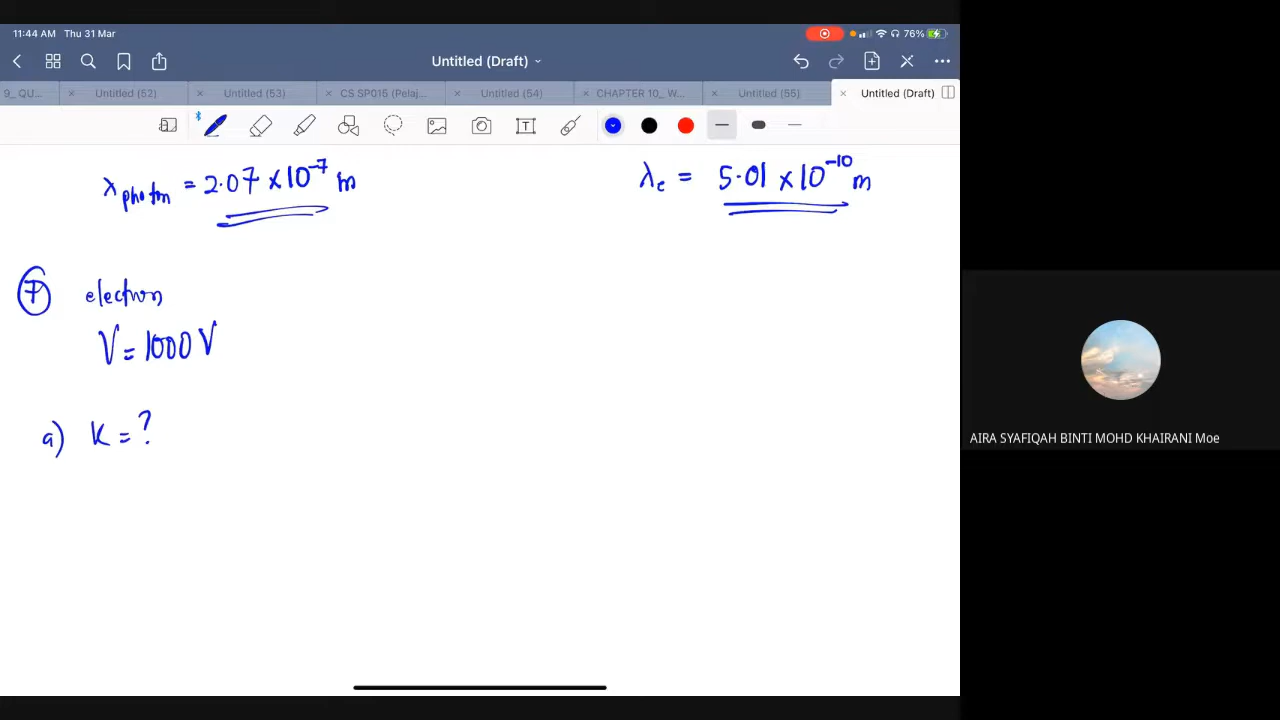 11:44 AM Thu 31 Mar
76%
Untitled (Draft)
9_ QU...
Untitled (52)
Untitled (53)
CS SP015 (Pelaj...
Untitled (54)
CHAPTER 10_ W...
Untitled (55)
Untitled (Draft)
λ photon = 2.07 × 10⁻⁷ m
λe = 5.01 × 10⁻¹⁰ m
7 electron
V = 1000 V
a) K = ?
AIRA SYAFIQAH BINTI MOHD KHAIRANI Moe